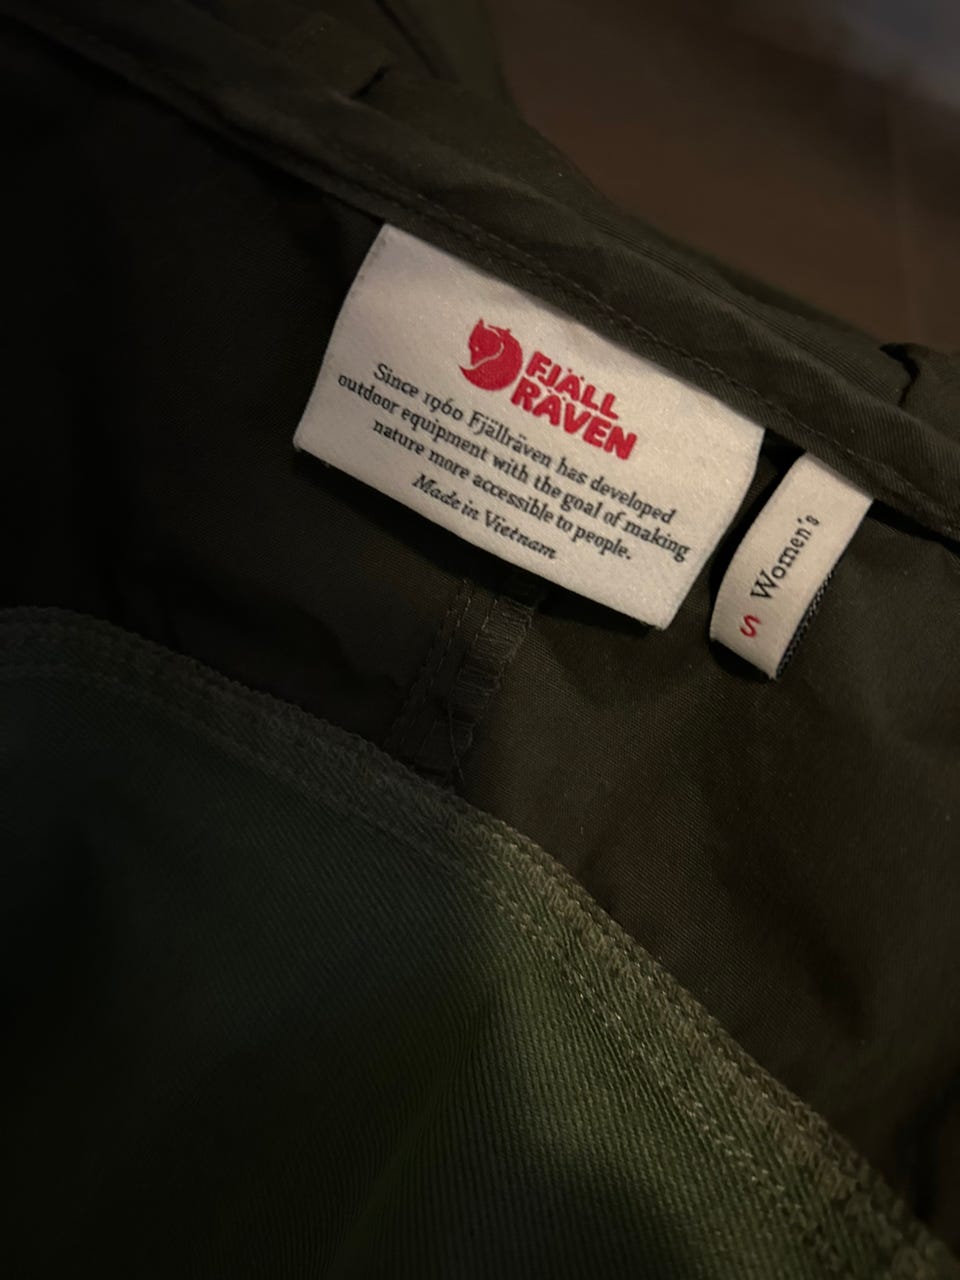 FJÄLL
RÄVEN
Since 1960 Fjällräven has developed
outdoor equipment with the goal of making
nature more accessible to people.
Made in Vietnam
S Women's